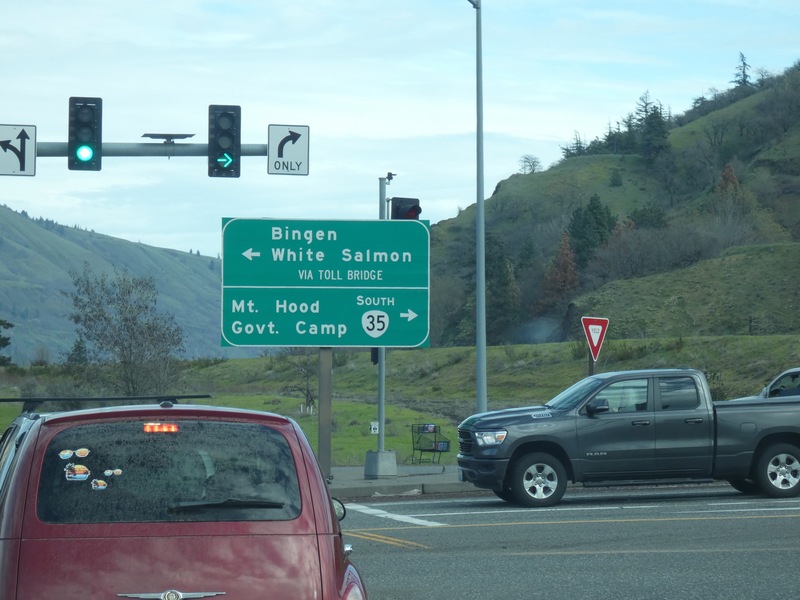 ONLY
Bingen
White Salmon
VIA TOLL BRIDGE
Mt. Hood
Govt. Camp
SOUTH
35
YIELD
RAM